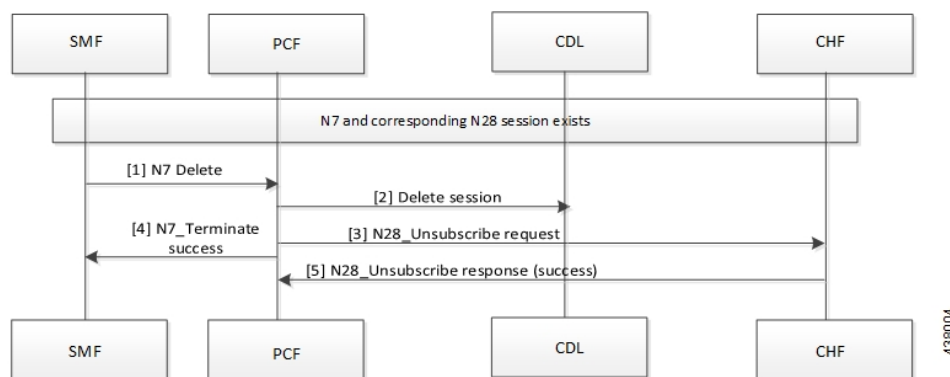 SMF
PCF
CDL
CHF
N7 and corresponding N28 session exists
[1] N7 Delete
[2] Delete session
[4] N7_Terminate
success
[3] N28_Unsubscribe request
[5] N28_Unsubscribe response (success)
SMF
PCF
CDL
CHF